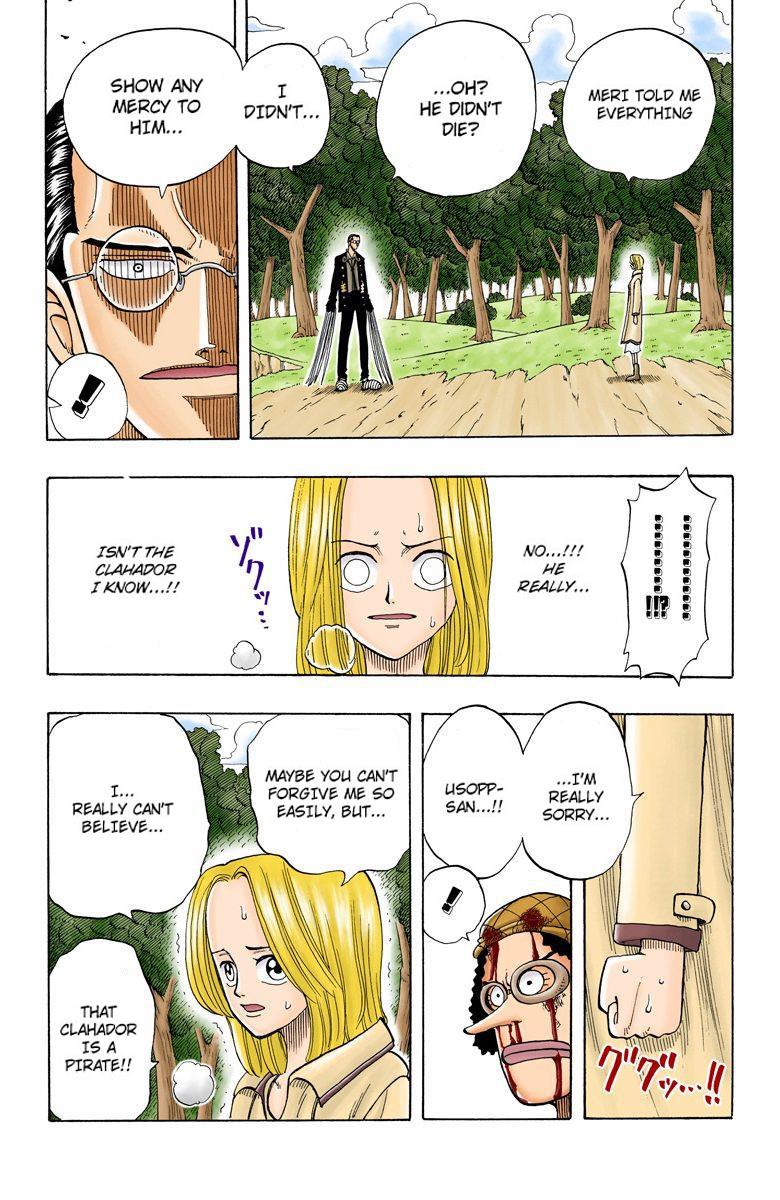 MERI TOLD ME
EVERYTHING
...OH?
HE DIDN'T
DIE?
I
DIDN'T...
SHOW ANY
MERCY TO
HIM...
!
!!?
NO...!!!
HE
REALLY...
ゾクッ…
ISN'T THE
CLAHADOR
I KNOW...!!
...I'M
REALLY
SORRY...
USOPP-
SAN...!!
!
ググッ…!!
MAYBE YOU CAN'T
FORGIVE ME SO
EASILY, BUT...
I...
REALLY CAN'T
BELIEVE...
THAT
CLAHADOR
IS A
PIRATE!!